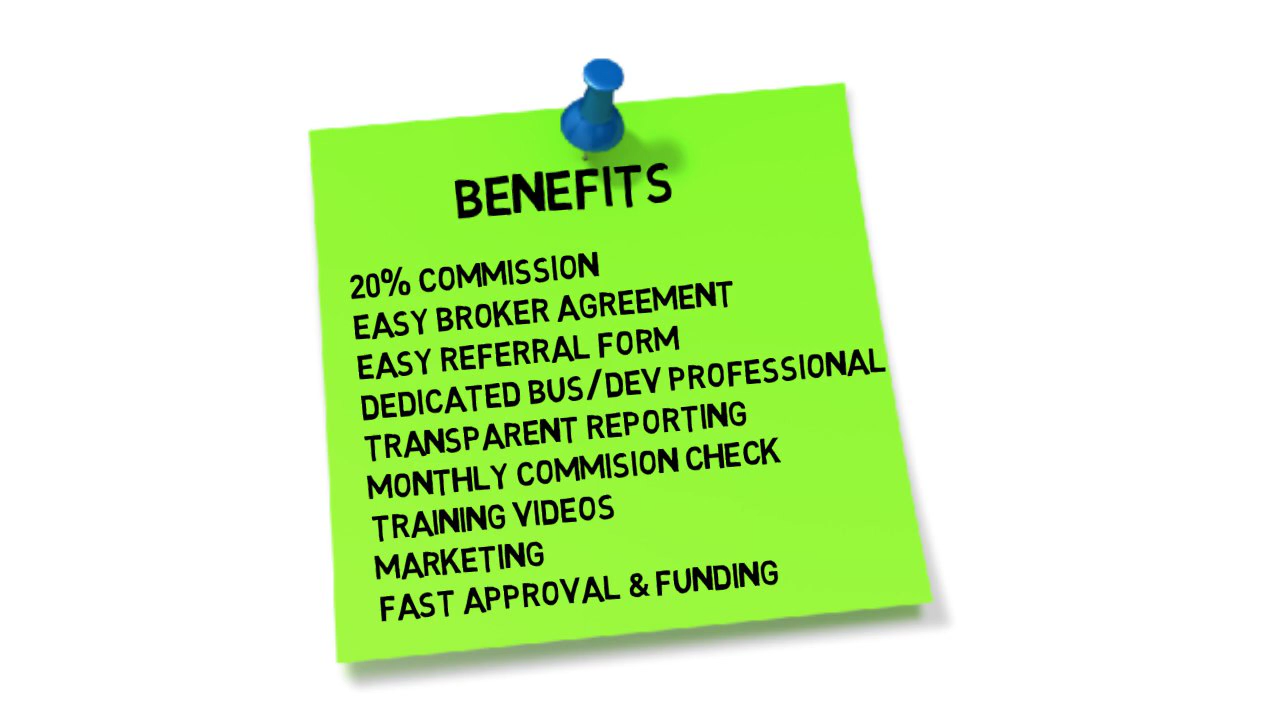 BENEFITS
20% COMMISSION
EASY BROKER AGREEMENT
EASY REFERRAL FORM
DEDICATED BUS/DEV PROFESSIONAL
TRANSPARENT REPORTING
MONTHLY COMMISION CHECK
TRAINING VIDEOS
MARKETING
FAST APPROVAL & FUNDING